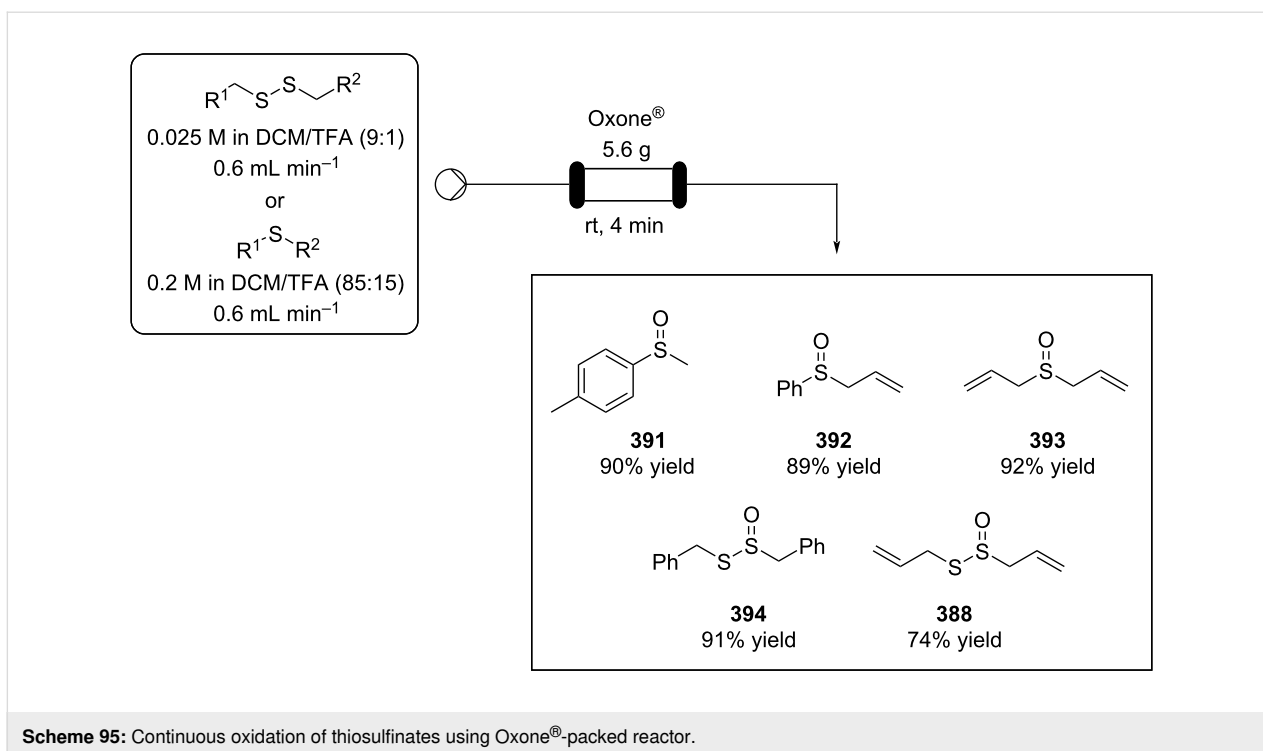 R¹ S S R²
0.025 M in DCM/TFA (9:1)
0.6 mL min⁻¹
or
R¹ S R²
0.2 M in DCM/TFA (85:15)
0.6 mL min⁻¹
Oxone®
5.6 g
rt, 4 min
O
S
391
90% yield
O
Ph S
392
89% yield
O
S
393
92% yield
O
Ph S S Ph
394
91% yield
O
S S
388
74% yield
Scheme 95: Continuous oxidation of thiosulfinates using Oxone®-packed reactor.